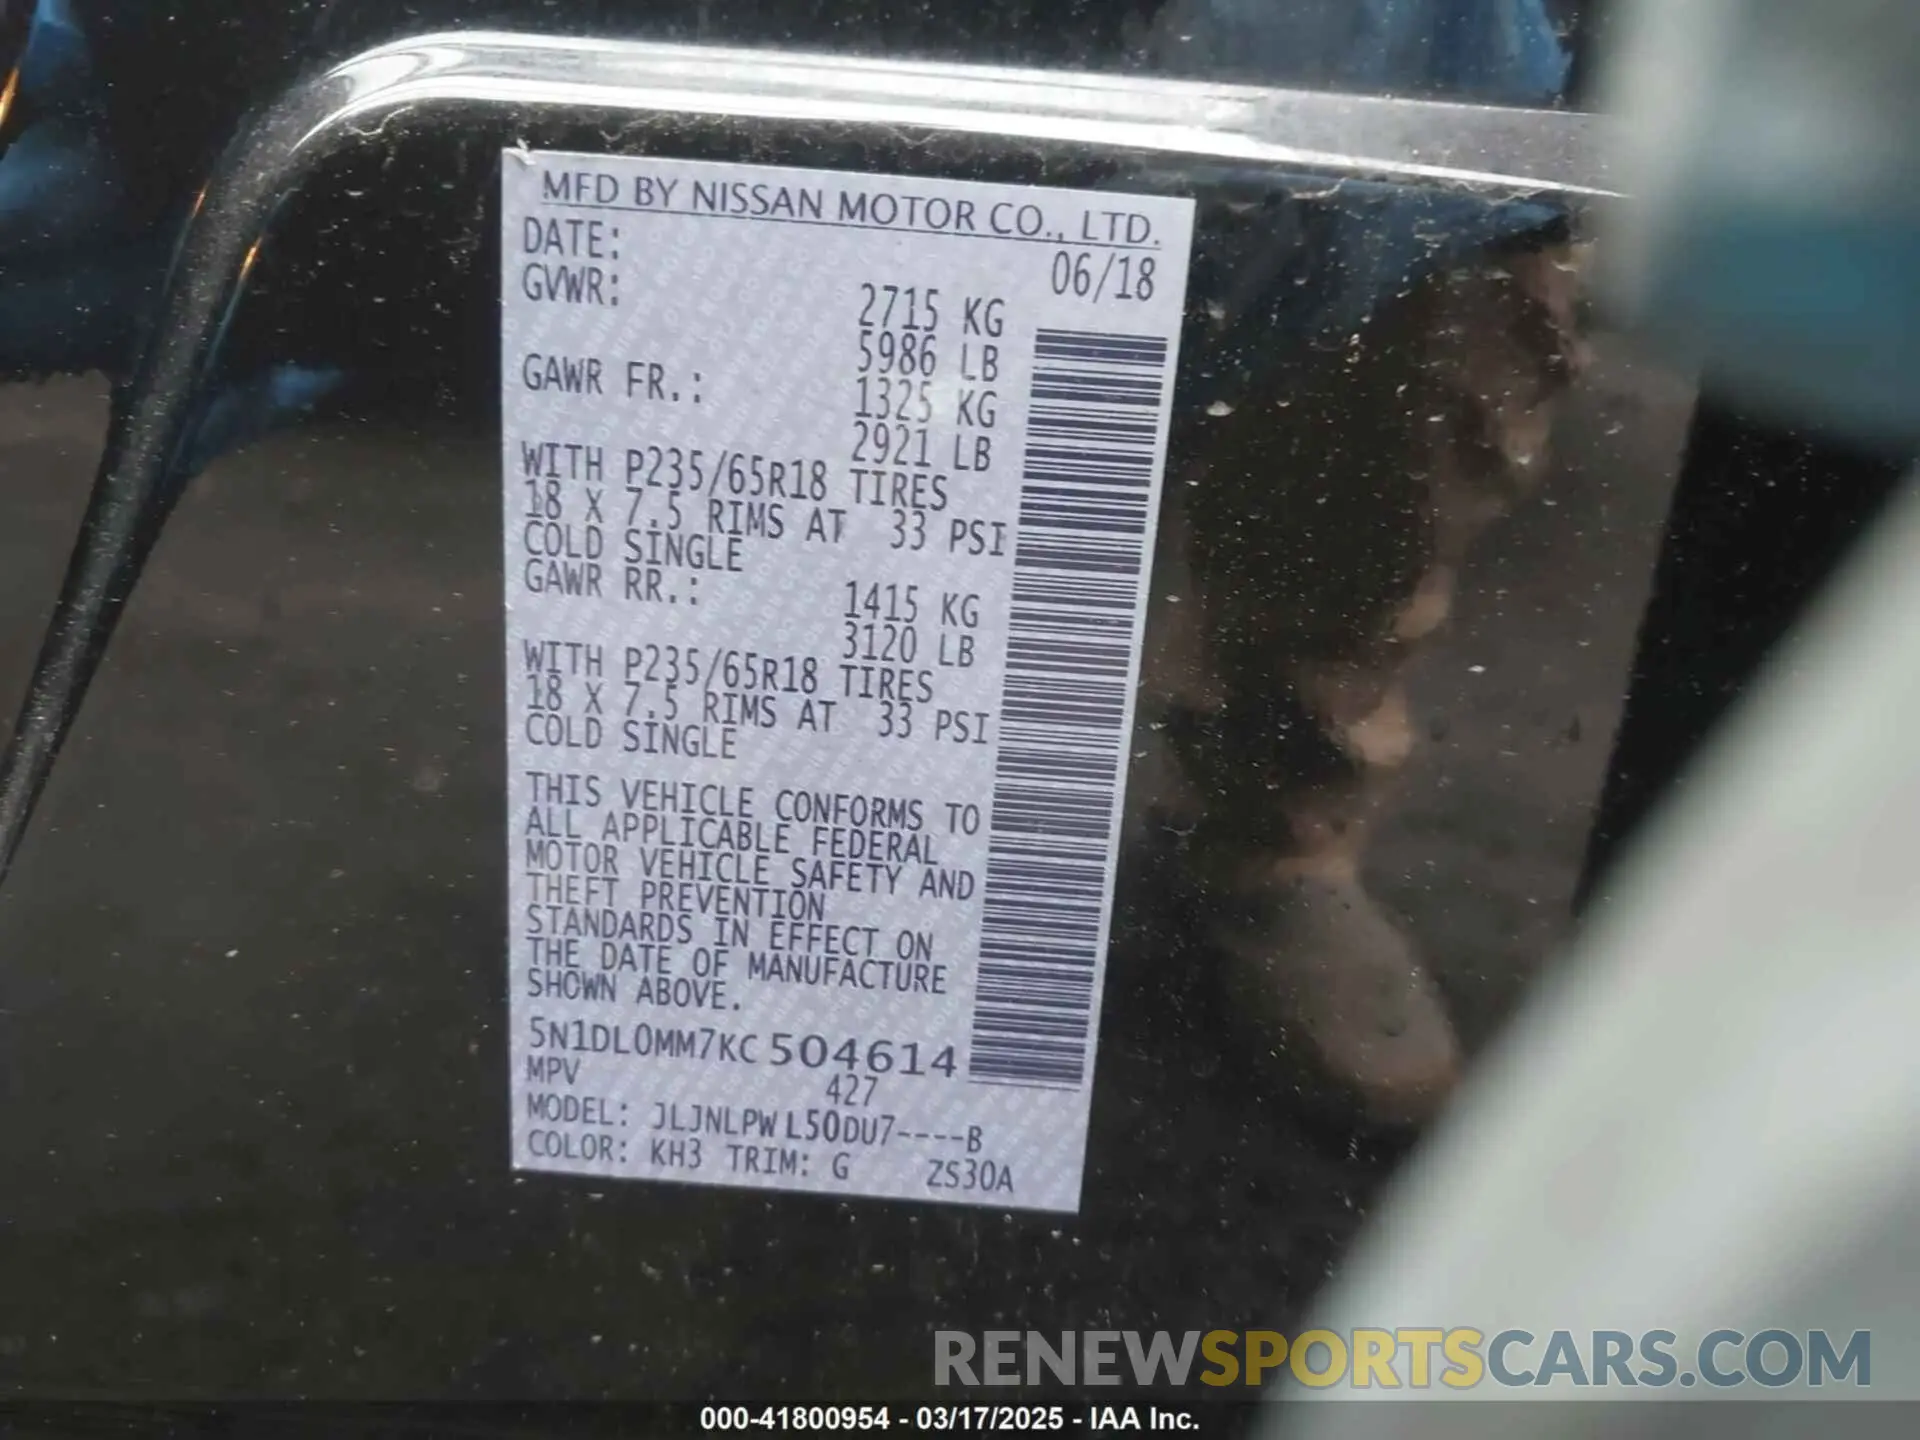 MFD BY NISSAN MOTOR CO., LTD.
DATE: 06/18
GVWR: 2715 KG
5986 LB
GAWR FR.: 1325 KG
2921 LB
WITH P235/65R18 TIRES
18 X 7.5 RIMS AT 33 PSI
COLD SINGLE
GAWR RR.: 1415 KG
3120 LB
WITH P235/65R18 TIRES
18 X 7.5 RIMS AT 33 PSI
COLD SINGLE
THIS VEHICLE CONFORMS TO
ALL APPLICABLE FEDERAL
MOTOR VEHICLE SAFETY AND
THEFT PREVENTION
STANDARDS IN EFFECT ON
THE DATE OF MANUFACTURE
SHOWN ABOVE.
5N1DL0MM7KC504614
MPV 427
MODEL: JLJNLPW L50DU7----B
COLOR: KH3 TRIM: G ZS30A
RENEWSPORTSCARS.COM
000-41800954 - 03/17/2025 - IAA Inc.